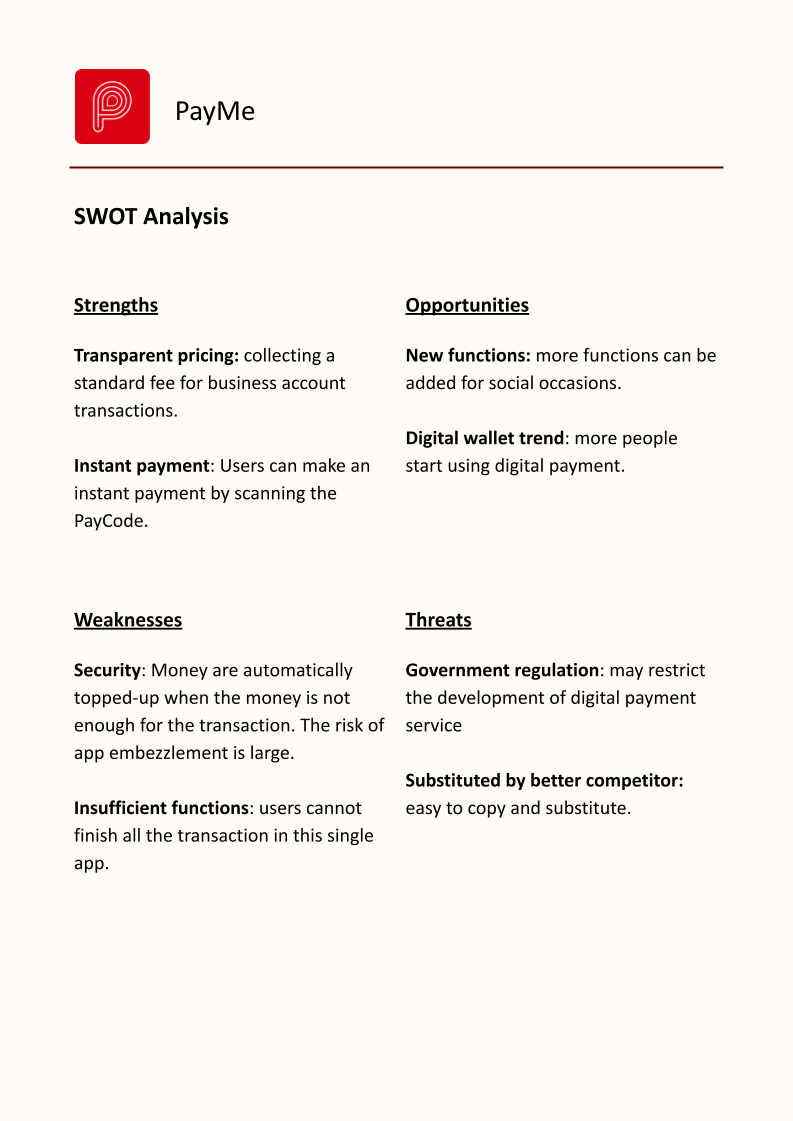 PayMe
SWOT Analysis
Strengths
Transparent pricing: collecting a
standard fee for business account
transactions.
Instant payment: Users can make an
instant payment by scanning the
PayCode.
Opportunities
New functions: more functions can be
added for social occasions.
Digital wallet trend: more people
start using digital payment.
Weaknesses
Security: Money are automatically
topped-up when the money is not
enough for the transaction. The risk of
app embezzlement is large.
Insufficient functions: users cannot
finish all the transaction in this single
app.
Threats
Government regulation: may restrict
the development of digital payment
service
Substituted by better competitor:
easy to copy and substitute.